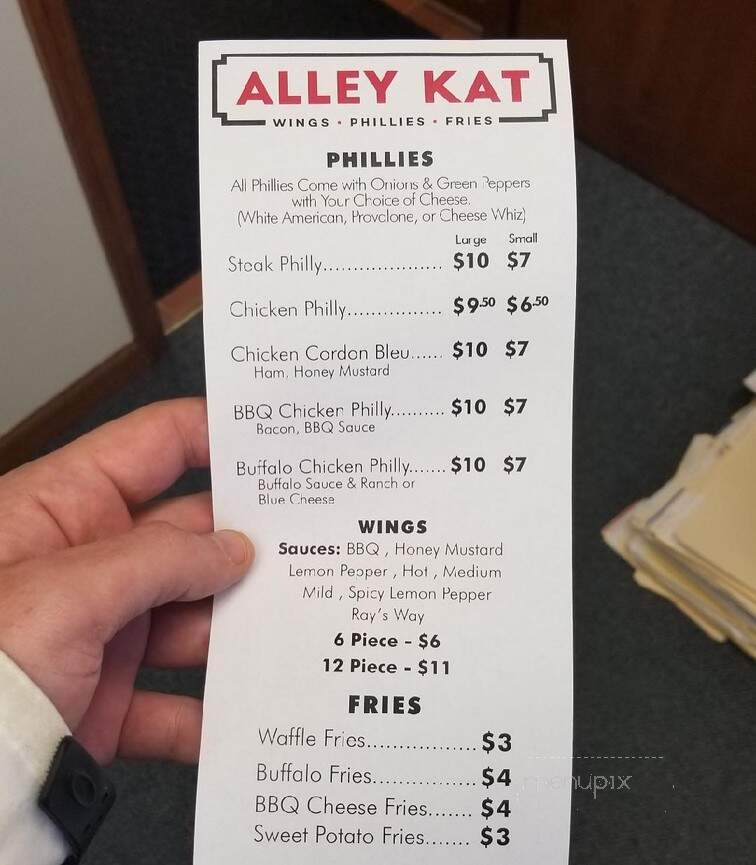 ALLEY KAT
WINGS • PHILLIES • FRIES
PHILLIES
All Phillies Come with Onions & Green Peppers
with Your Choice of Cheese.
(White American, Provclone, or Cheese Whiz)
Large Small
Steak Philly.................... $10 $7
Chicken Philly................ $9.50 $6.50
Chicken Cordon Bleu...... $10 $7
Ham, Honey Mustard
BBQ Chicken Philly.......... $10 $7
Bacon, BBQ Sauce
Buffalo Chicken Philly....... $10 $7
Buffalo Sauce & Ranch or
Blue Cheese
WINGS
Sauces: BBQ , Honey Mustard
Lemon Pepper , Hot , Medium
Mild , Spicy Lemon Pepper
Ray's Way
6 Piece - $6
12 Piece - $11
FRIES
Waffle Fries................. $3
Buffalo Fries................ $4
BBQ Cheese Fries....... $4
Sweet Potato Fries....... $3
menupix